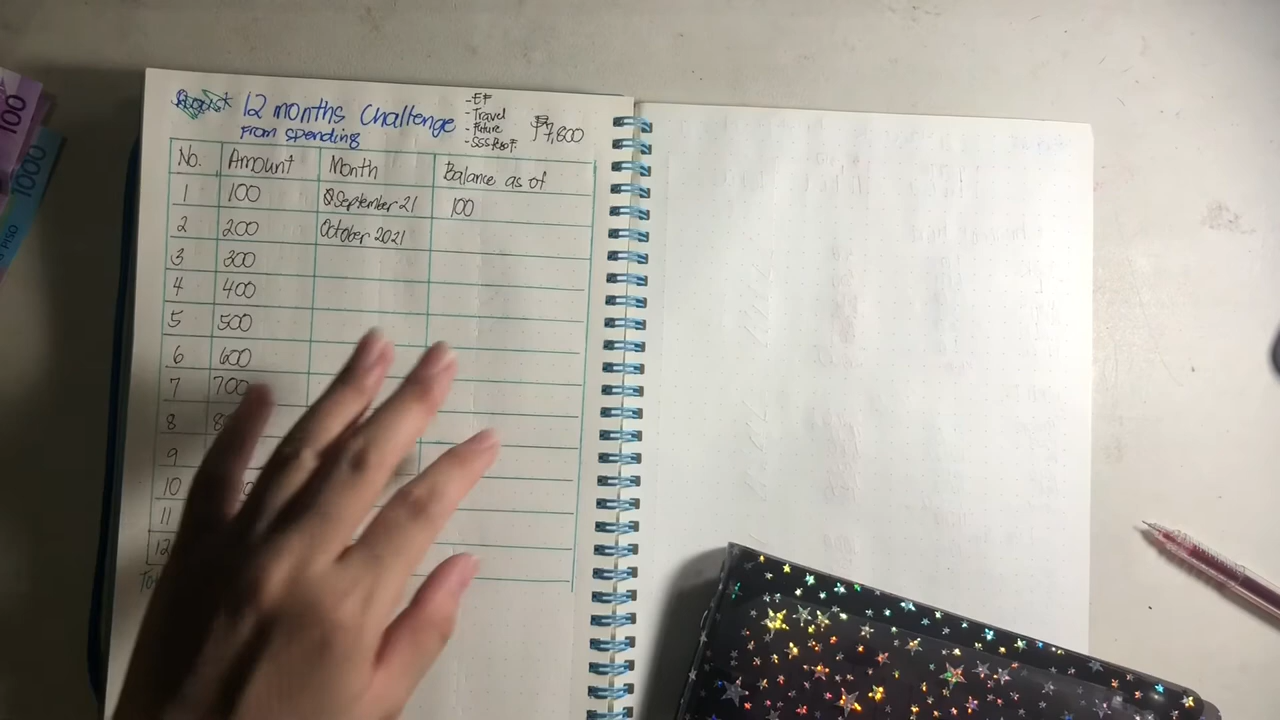 12 months Challenge
From spending
-EF
-Travel
-Future
-SSS
₱7,800
No. Amount Month Balance as of
1 100 September 21 100
2 200 October 2021
3 300
4 400
5 500
6 600
7 700
8
9
10
11
12
100
1000
PISO